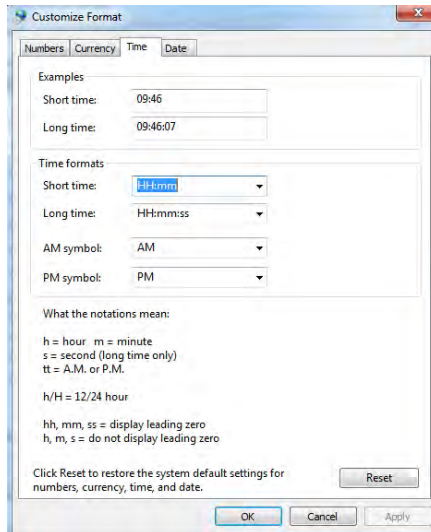 Customize Format
Numbers Currency Time Date
Examples
Short time: 09:46
Long time: 09:46:07
Time formats
Short time: HH:mm
Long time: HH:mm:ss
AM symbol: AM
PM symbol: PM
What the notations mean:
h = hour m = minute
s = second (long time only)
tt = A.M. or P.M.
h/H = 12/24 hour
hh, mm, ss = display leading zero
h, m, s = do not display leading zero
Click Reset to restore the system default settings for
numbers, currency, time, and date.
Reset
OK Cancel Apply